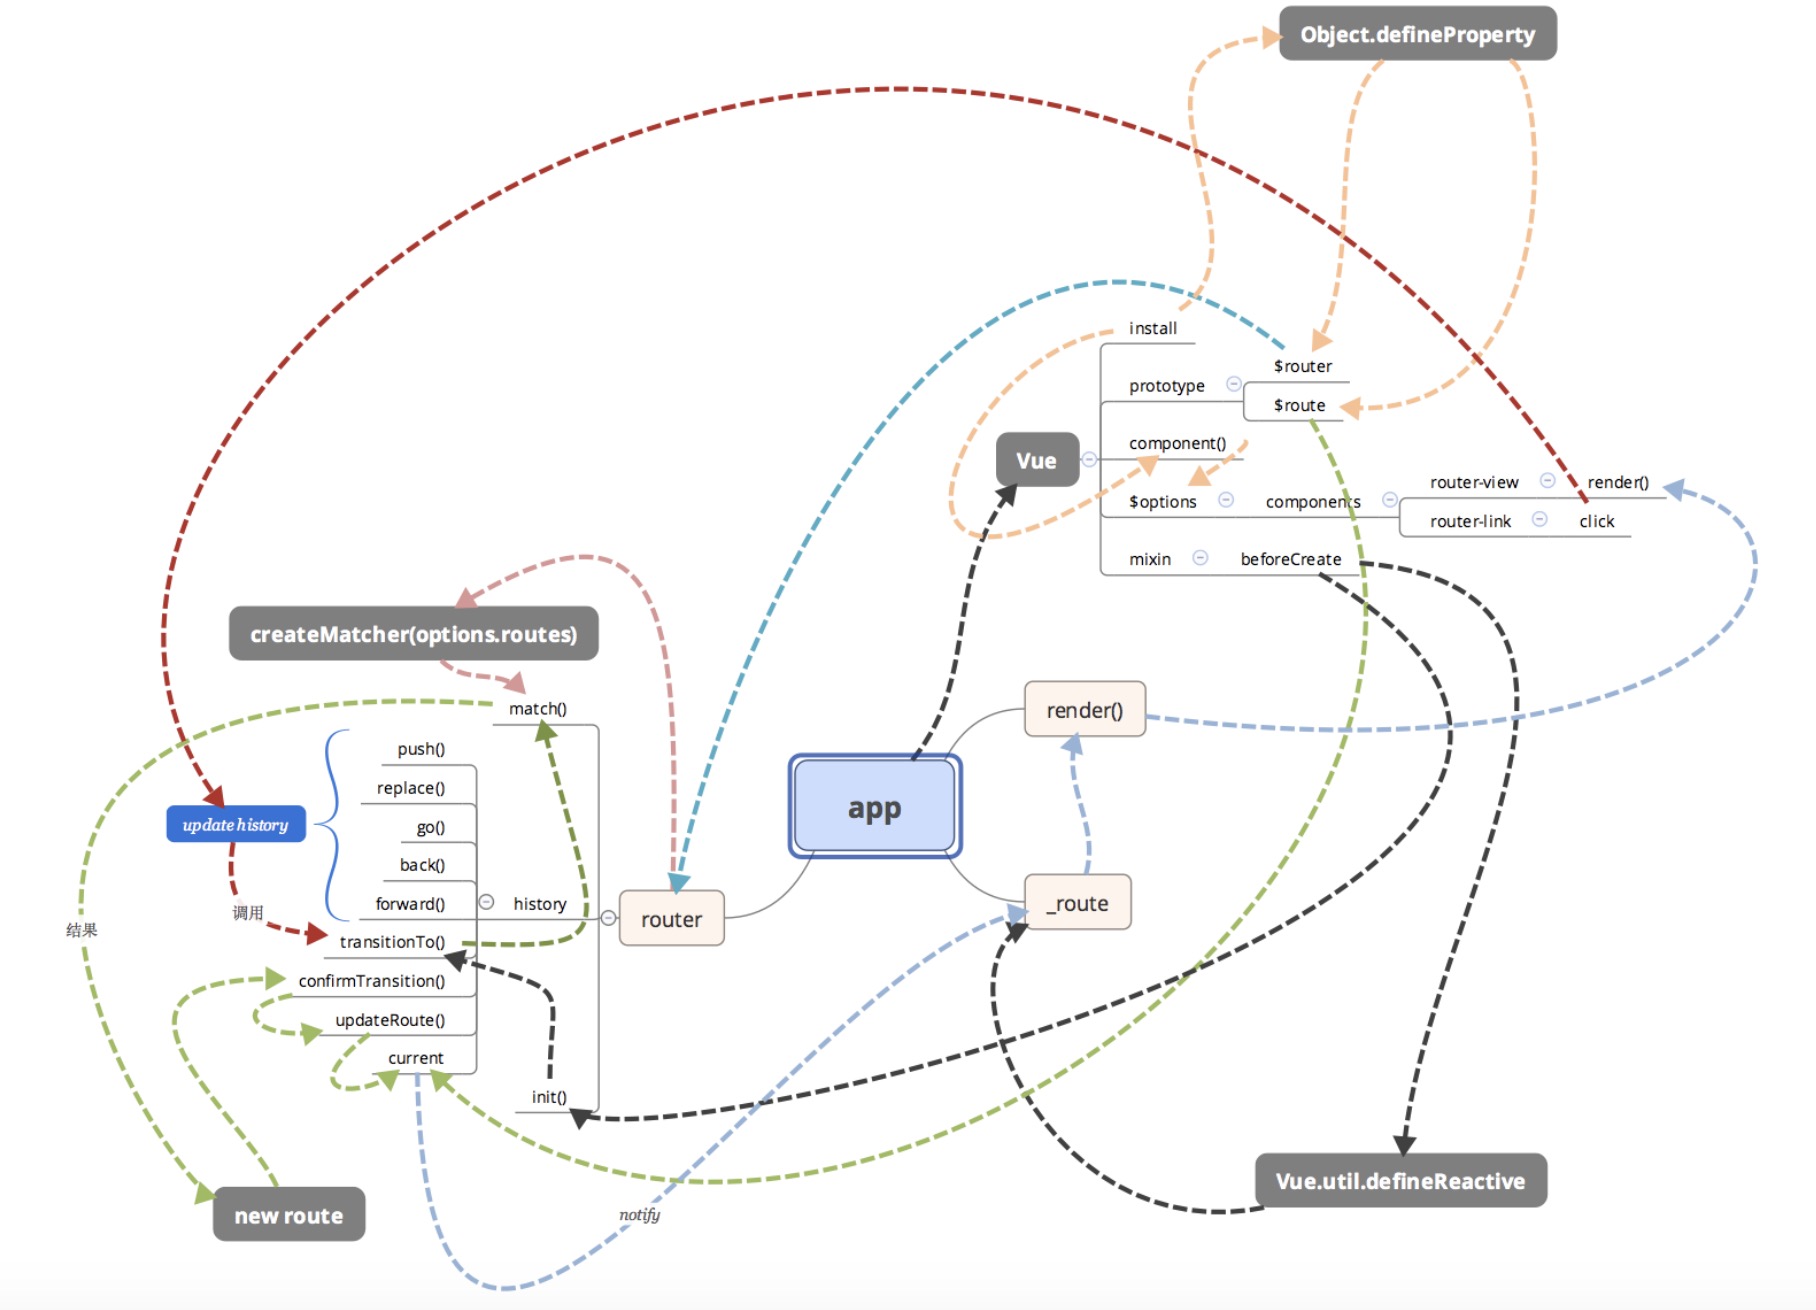 Object.defineProperty
install
$router
prototype
$route
component()
Vue
router-view
render()
$options
components
router-link
click
mixin
beforeCreate
createMatcher(options.routes)
match()
render()
push()
replace()
app
update history
go()
back()
forward()
history
_route
调用
router
结果
transitionTo()
confirmTransition()
updateRoute()
current
init()
Vue.util.defineReactive
new route
notify